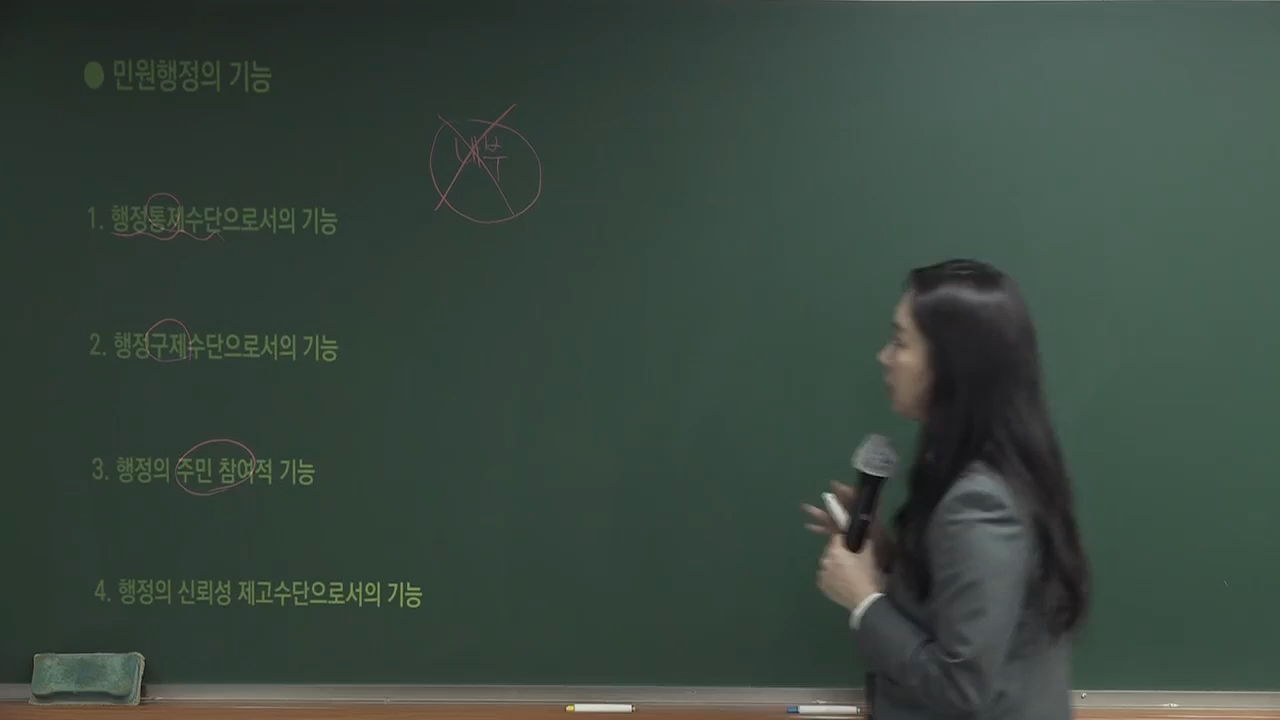 ● 민원행정의 기능
내부
1. 행정통제수단으로서의 기능
2. 행정구제수단으로서의 기능
3. 행정의 주민 참여적 기능
4. 행정의 신뢰성 제고수단으로서의 기능